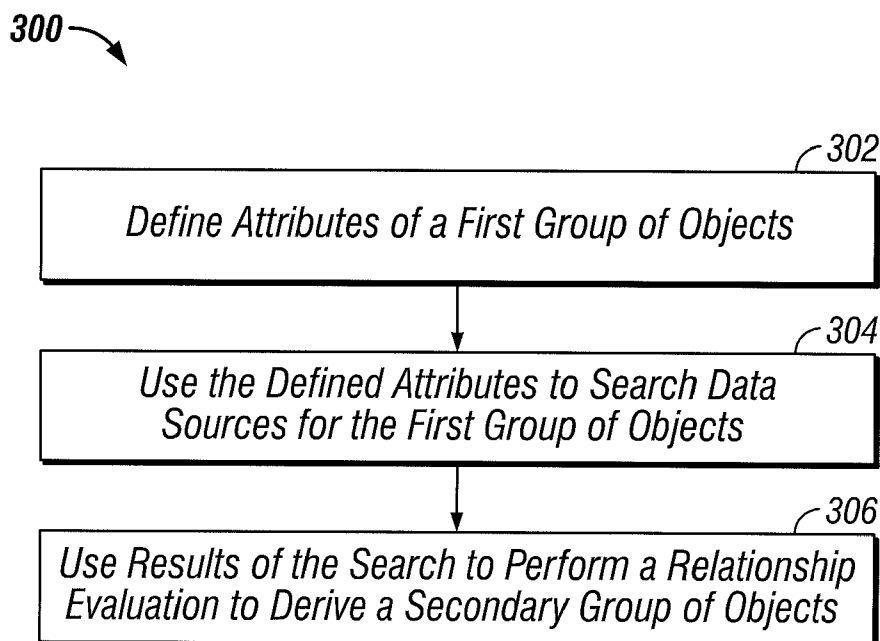 300
302
Define Attributes of a First Group of Objects
304
Use the Defined Attributes to Search Data
Sources for the First Group of Objects
306
Use Results of the Search to Perform a Relationship
Evaluation to Derive a Secondary Group of Objects